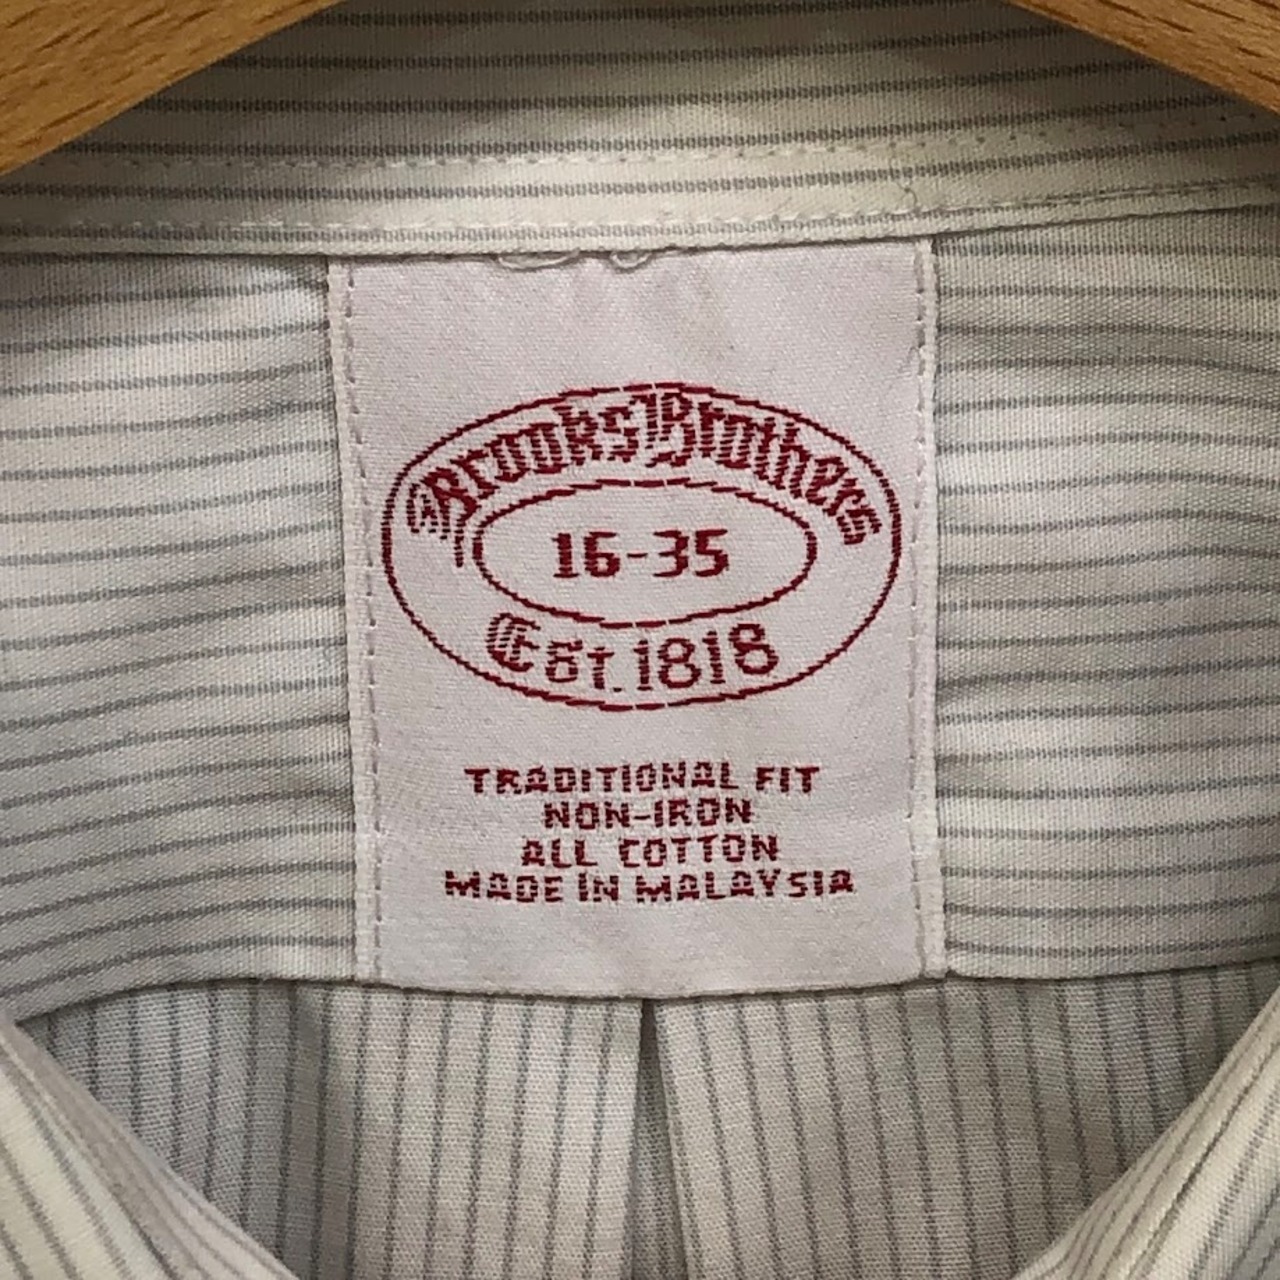 Brooks Brothers
16-35
Est. 1818
TRADITIONAL FIT
NON-IRON
ALL COTTON
MADE IN MALAYSIA